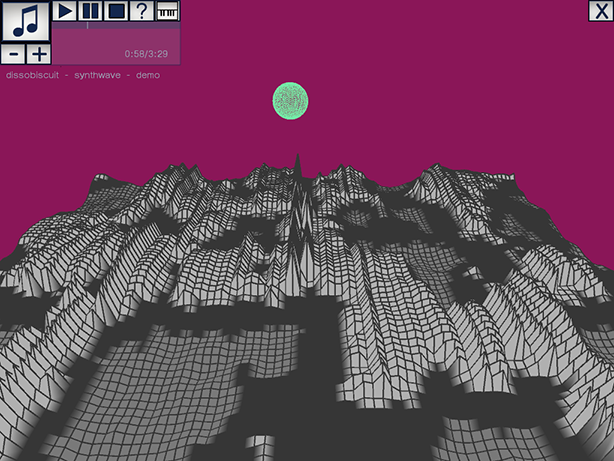 ?
X
- +
0:58/3:29
dissobiscuit - synthwave - demo